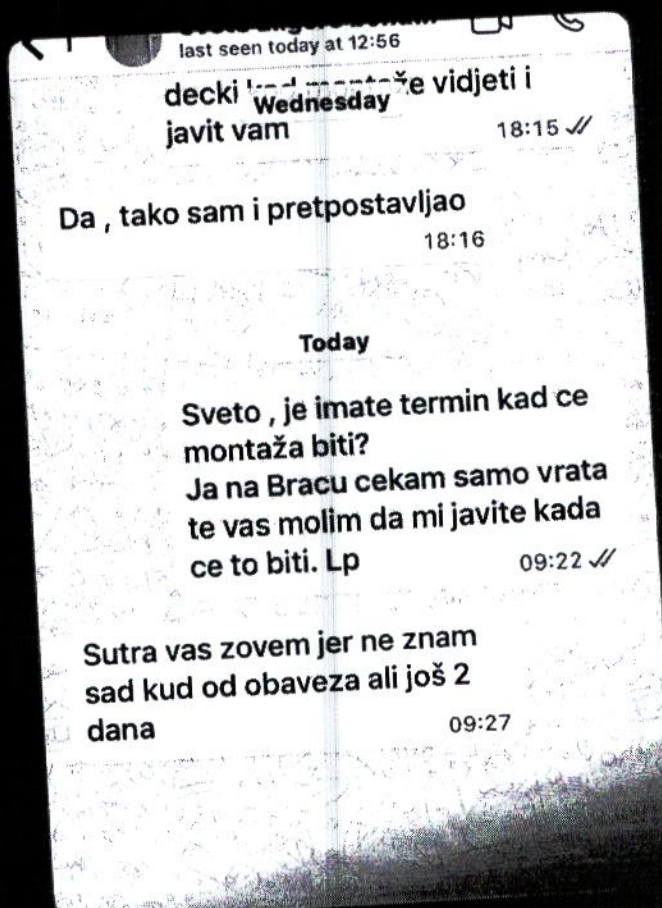 last seen today at 12:56
decki vidjeti i
Wednesday
javit vam
18:15
Da , tako sam i pretpostavljao
18:16
Today
Sveto , je imate termin kad ce
montaža biti?
Ja na Bracu cekam samo vrata
te vas molim da mi javite kada
ce to biti. Lp
09:22
Sutra vas zovem jer ne znam
sad kud od obaveza ali još 2
dana
09:27